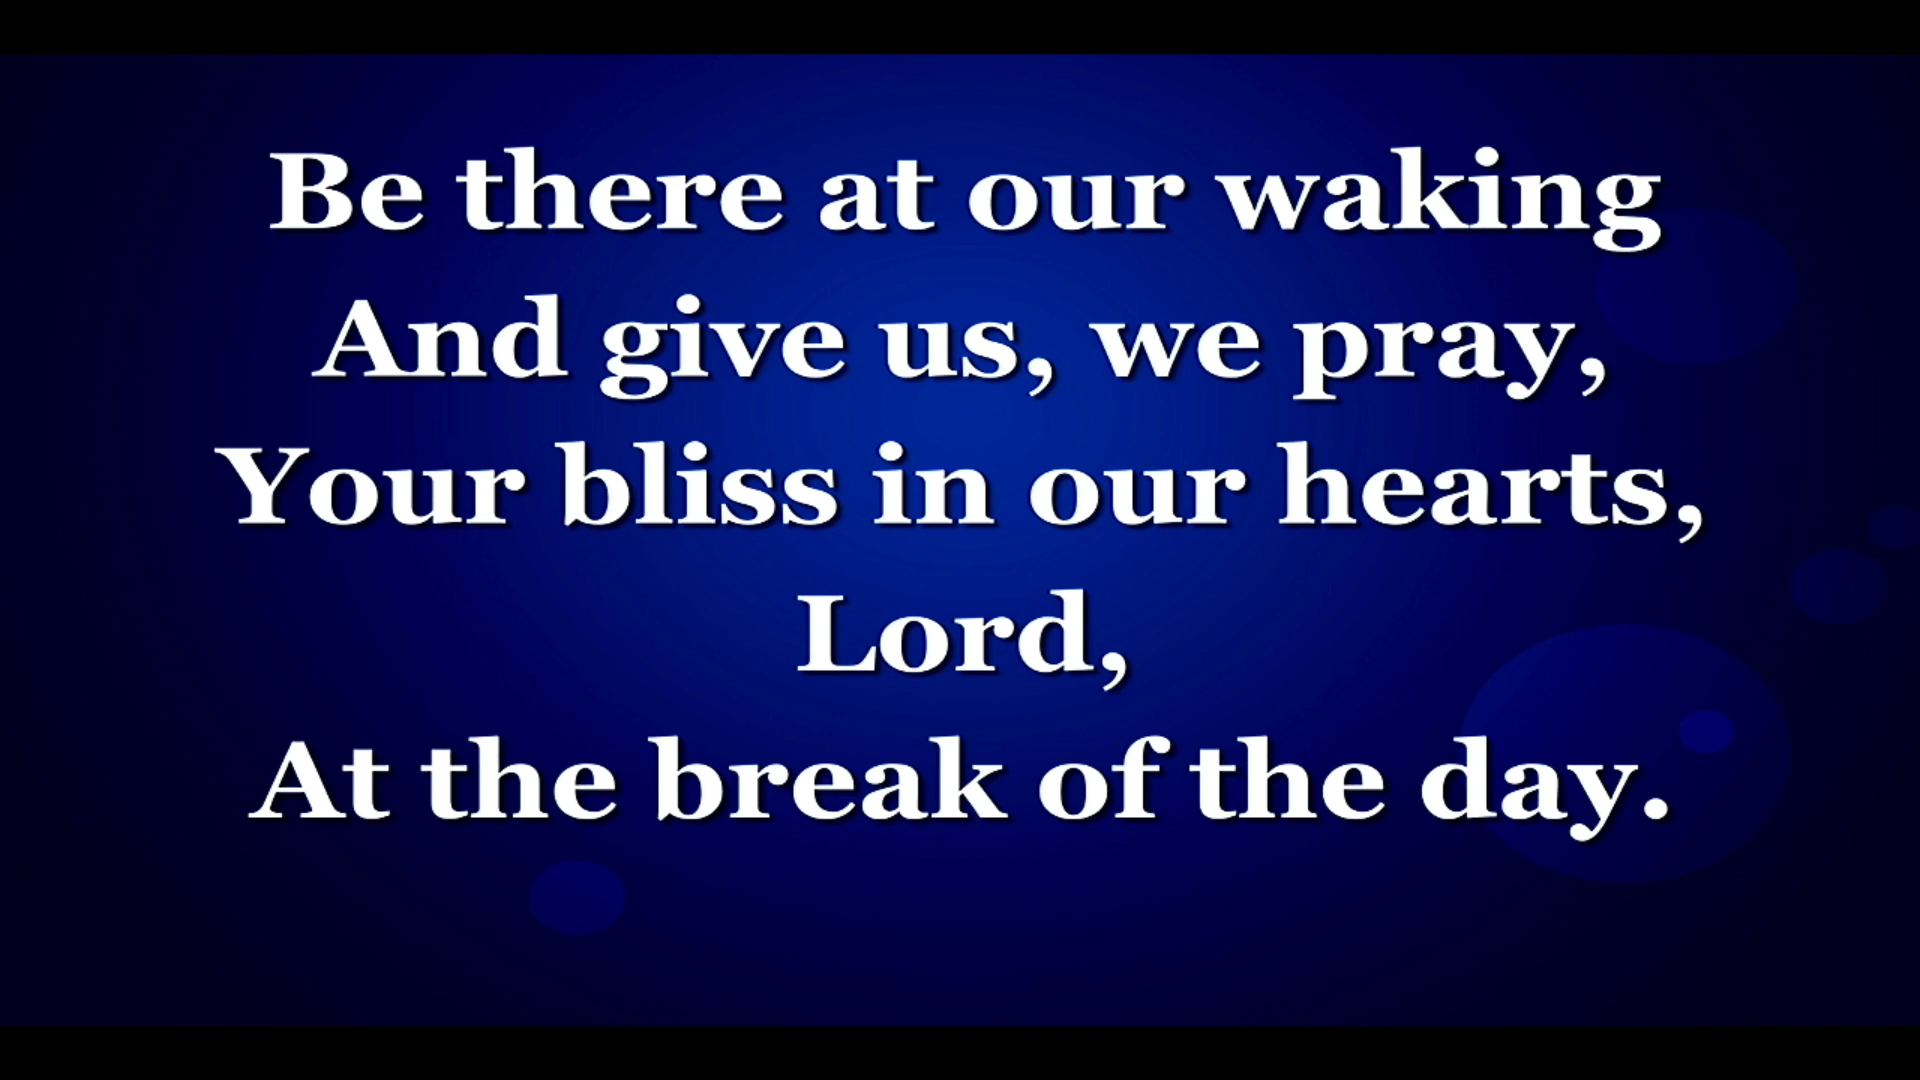 Be there at our waking
And give us, we pray,
Your bliss in our hearts,
Lord,
At the break of the day.